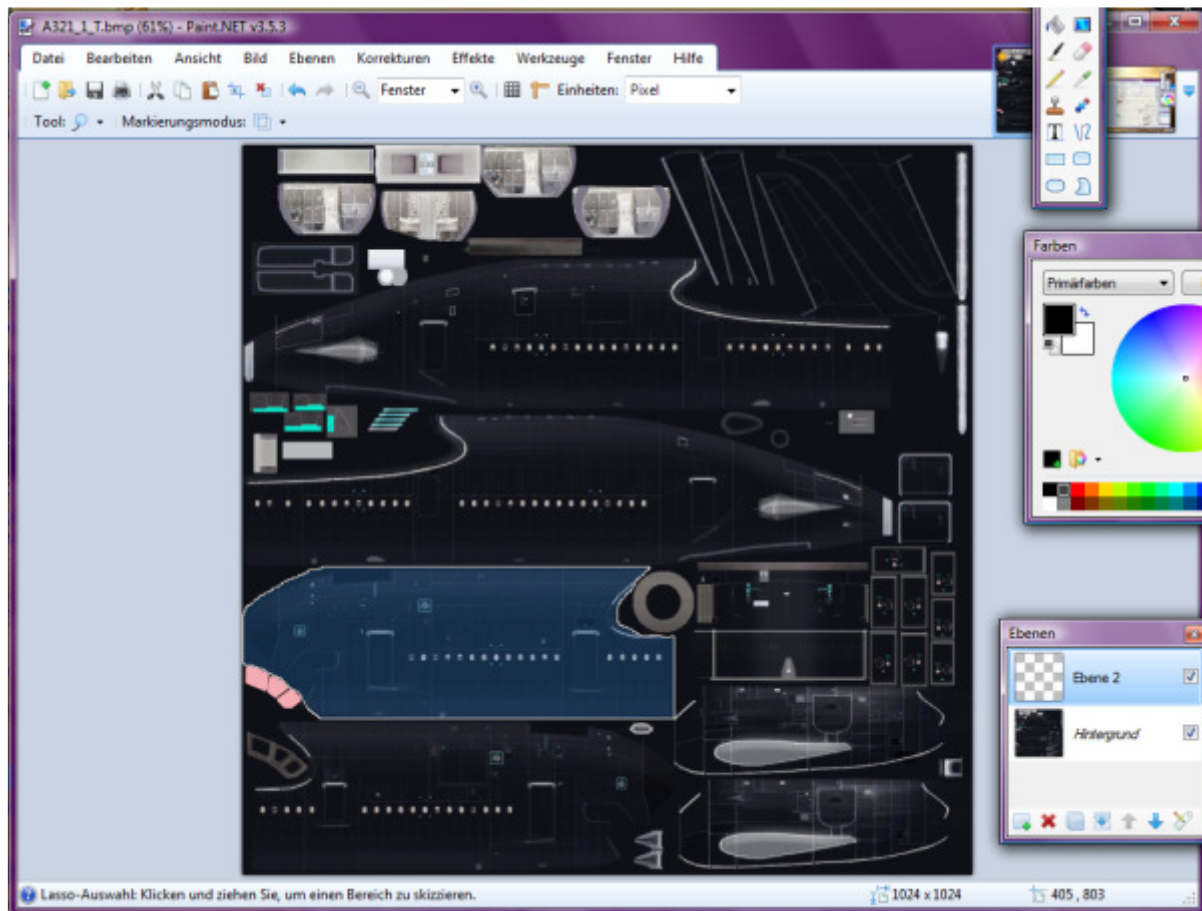 A321_1_T.bmp (61%) - Paint.NET v3.5.3
Datei Bearbeiten Ansicht Bild Ebenen Korrekturen Effekte Werkzeuge Fenster Hilfe
Fenster Einheiten: Pixel
Tool: Markierungsmodus:
Farben
Primärfarben
Ebenen
Ebene 2
Hintergrund
Lasso-Auswahl: Klicken und ziehen Sie, um einen Bereich zu skizzieren. 1024 x 1024 405, 803